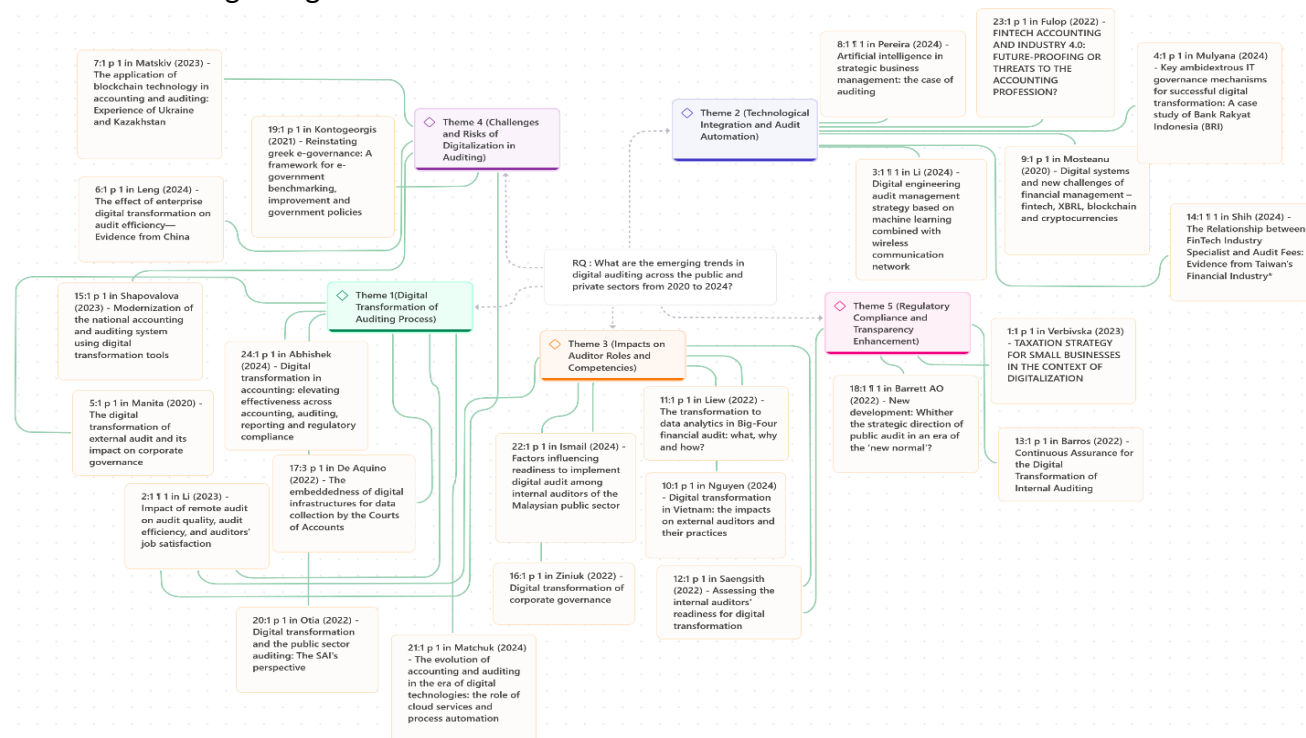 7:1 p 1 in Matskiv (2023) -
The application of
blockchain technology in
accounting and auditing:
Experience of Ukraine
and Kazakhstan
19:1 p 1 in Kontogeorgis
(2021) - Reinstating
greek e-governance: A
framework for e-
government
benchmarking,
improvement and
government policies
6:1 p 1 in Leng (2024) -
The effect of enterprise
digital transformation on
audit efficiency—
Evidence from China
Theme 4 (Challenges
and Risks of
Digitalization in
Auditing)
Theme 2 (Technological
Integration and Audit
Automation)
8:1 ¶ 1 in Pereira (2024) -
Artificial intelligence in
strategic business
management: the case of
auditing
23:1 p 1 in Fulop (2022) -
FINTECH ACCOUNTING
AND INDUSTRY 4.0:
FUTURE-PROOFING OR
THREATS TO THE
ACCOUNTING
PROFESSION?
4:1 p 1 in Mulyana (2024)
- Key ambidextrous IT
governance mechanisms
for successful digital
transformation: A case
study of Bank Rakyat
Indonesia (BRI)
3:1 ¶ 1 in Li (2024) -
Digital engineering
audit management
strategy based on
machine learning
combined with
wireless
communication
network
9:1 p 1 in Mosteanu
(2020) - Digital systems
and new challenges of
financial management –
fintech, XBRL, blockchain
and cryptocurrencies
14:1 ¶ 1 in Shih (2024) -
The Relationship between
FinTech Industry
Specialist and Audit Fees:
Evidence from Taiwan's
Financial Industry*
RQ : What are the emerging trends in
digital auditing across the public and
private sectors from 2020 to 2024?
15:1 p 1 in Shapovalova
(2023) - Modernization of
the national accounting
and auditing system
using digital
transformation tools
Theme 1(Digital
Transformation of
Auditing Process)
24:1 p 1 in Abhishek
(2024) - Digital
transformation in
accounting: elevating
effectiveness across
accounting, auditing,
reporting and regulatory
compliance
5:1 p 1 in Manita (2020) -
The digital
transformation of
external audit and its
impact on corporate
governance
17:3 p 1 in De Aquino
(2022) - The
embeddedness of digital
infrastructures for data
collection by the Courts
of Accounts
2:1 ¶ 1 in Li (2023) -
Impact of remote audit
on audit quality, audit
efficiency, and auditors'
job satisfaction
20:1 p 1 in Otia (2022) -
Digital transformation
and the public sector
auditing: The SAI's
perspective
21:1 p 1 in Matchuk (2024)
- The evolution of
accounting and auditing
in the era of digital
technologies: the role of
cloud services and
process automation
Theme 3 (Impacts on
Auditor Roles and
Competencies)
11:1 p 1 in Liew (2022) -
The transformation to
data analytics in Big-Four
financial audit: what, why
and how?
22:1 p 1 in Ismail (2024) -
Factors influencing
readiness to implement
digital audit among
internal auditors of the
Malaysian public sector
10:1 p 1 in Nguyen (2024)
- Digital transformation
in Vietnam: the impacts
on external auditors and
their practices
16:1 p 1 in Ziniuk (2022) -
Digital transformation of
corporate governance
12:1 p 1 in Saengsith
(2022) - Assessing the
internal auditors'
readiness for digital
transformation
Theme 5 (Regulatory
Compliance and
Transparency
Enhancement)
1:1 p 1 in Verbivska (2023)
- TAXATION STRATEGY
FOR SMALL BUSINESSES
IN THE CONTEXT OF
DIGITALIZATION
18:1 ¶ 1 in Barrett AO
(2022) - New
development: Whither
the strategic direction of
public audit in an era of
the 'new normal'?
13:1 p 1 in Barros (2022) -
Continuous Assurance for
the Digital
Transformation of
Internal Auditing